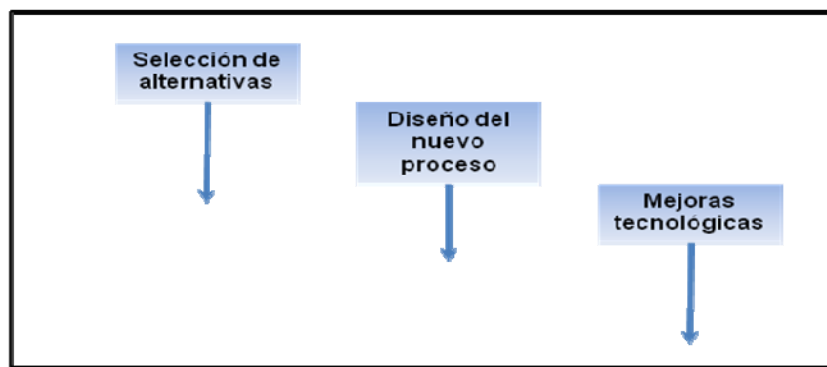 Selección de
alternativas
Diseño del
nuevo
proceso
Mejoras
tecnológicas